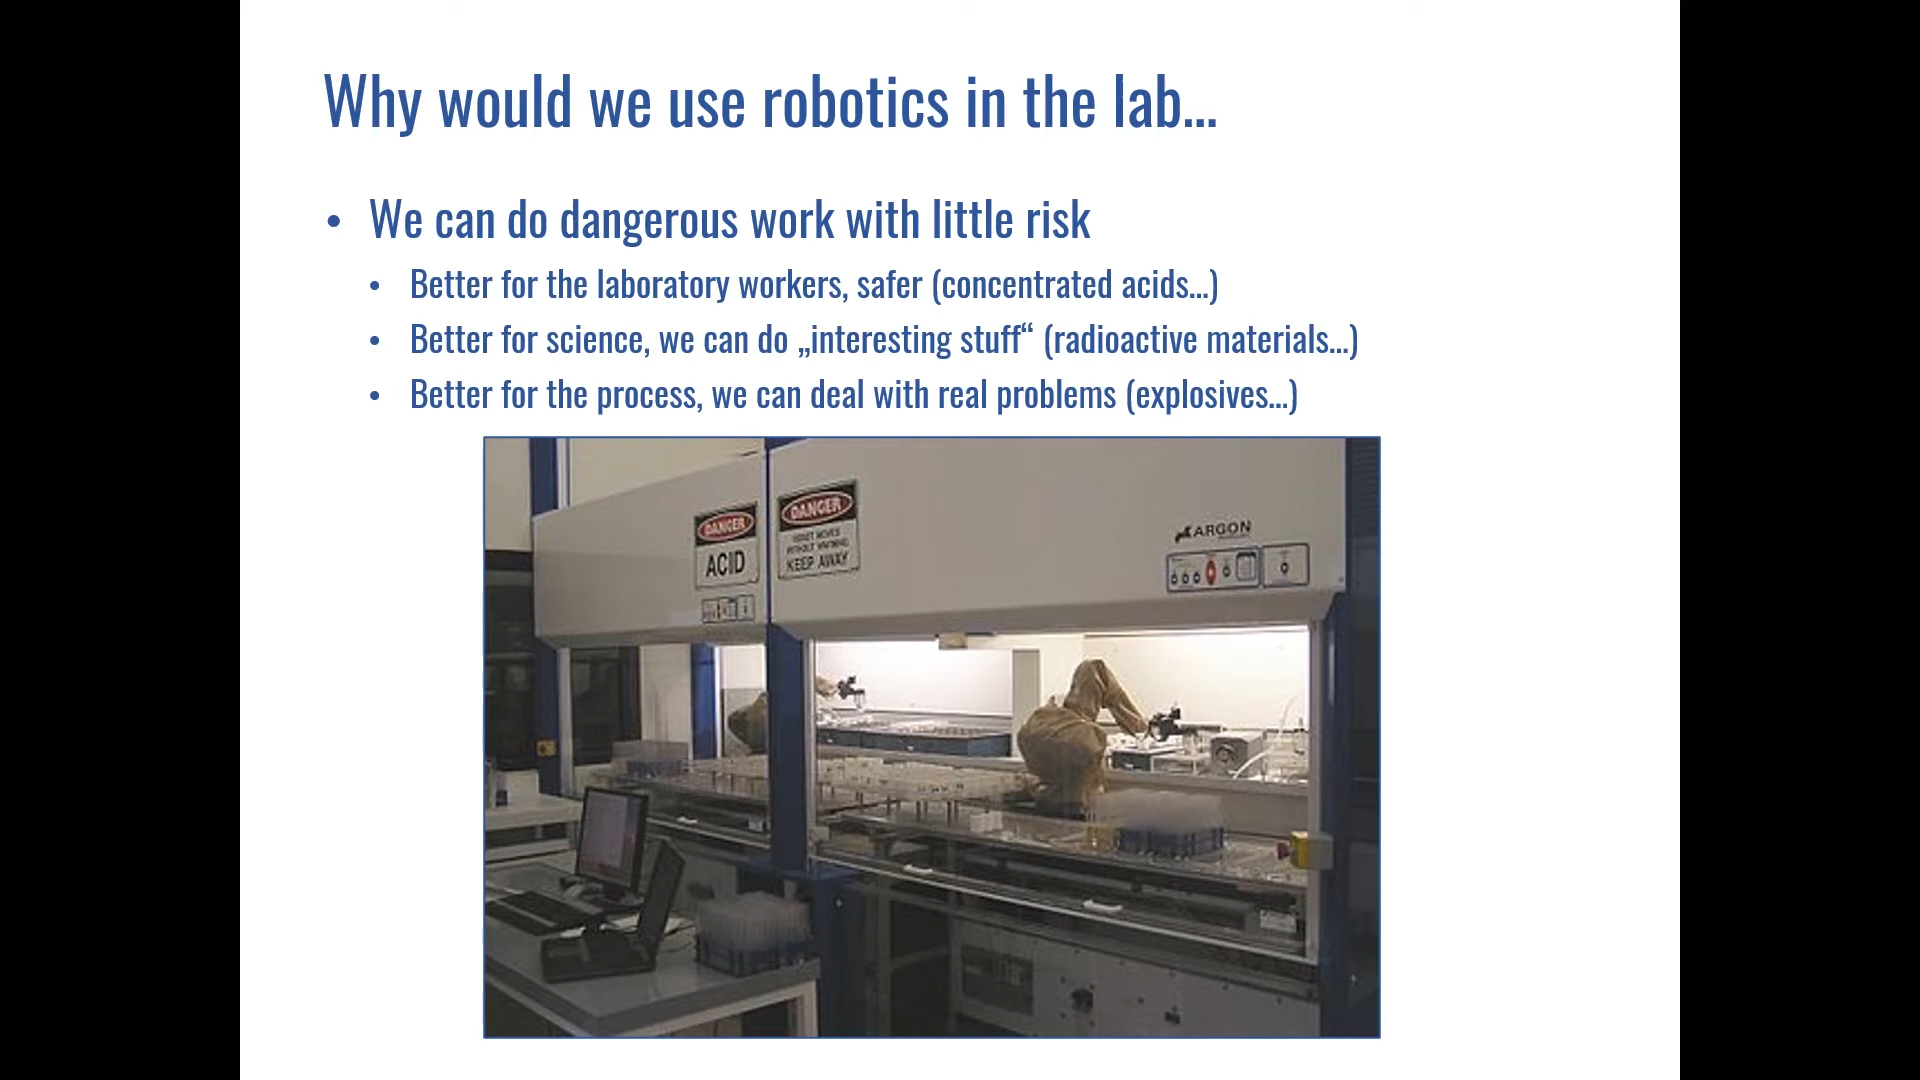 Why would we use robotics in the lab...
• We can do dangerous work with little risk
• Better for the laboratory workers, safer (concentrated acids...)
• Better for science, we can do „interesting stuff“ (radioactive materials...)
• Better for the process, we can deal with real problems (explosives...)
DANGER
ACID
DANGER
ROBOT MOVES
WITHOUT WARNING
KEEP AWAY
ARGON